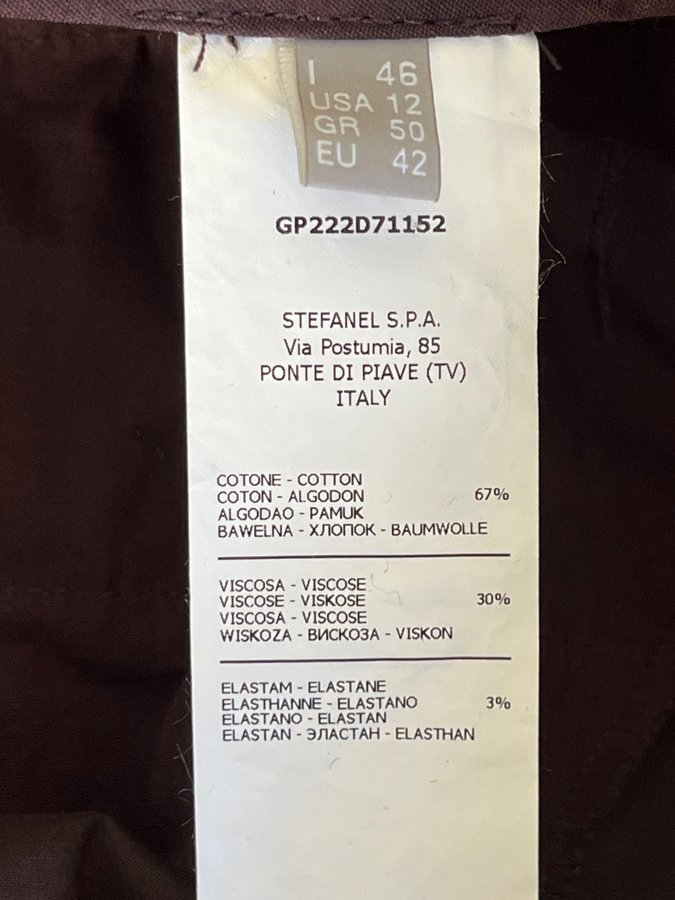 I 46
USA 12
GR 50
EU 42
GP222D71152
STEFANEL S.P.A.
Via Postumia, 85
PONTE DI PIAVE (TV)
ITALY
COTONE - COTTON
COTON - ALGODON 67%
ALGODAO - PAMUK
BAWELNA - ХЛОПОК - BAUMWOLLE
VISCOSA - VISCOSE
VISCOSE - VISKOSE 30%
VISCOSA - VISCOSE
WISKOZA - ВИСКОЗА - VISKON
ELASTAM - ELASTANE
ELASTHANNE - ELASTANO 3%
ELASTANO - ELASTAN
ELASTAN - ЭЛАСТАН - ELASTHAN